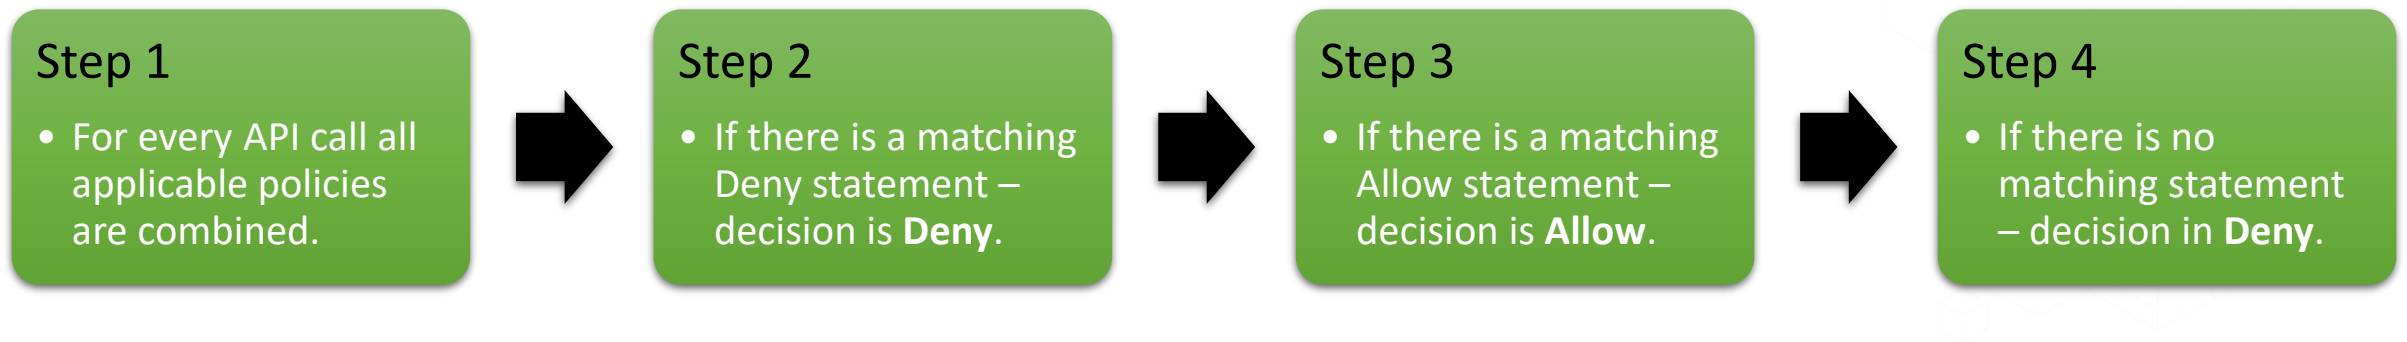 Step 1
• For every API call all
applicable policies
are combined.
Step 2
• If there is a matching
Deny statement –
decision is Deny.
Step 3
• If there is a matching
Allow statement –
decision is Allow.
Step 4
• If there is no
matching statement
– decision in Deny.